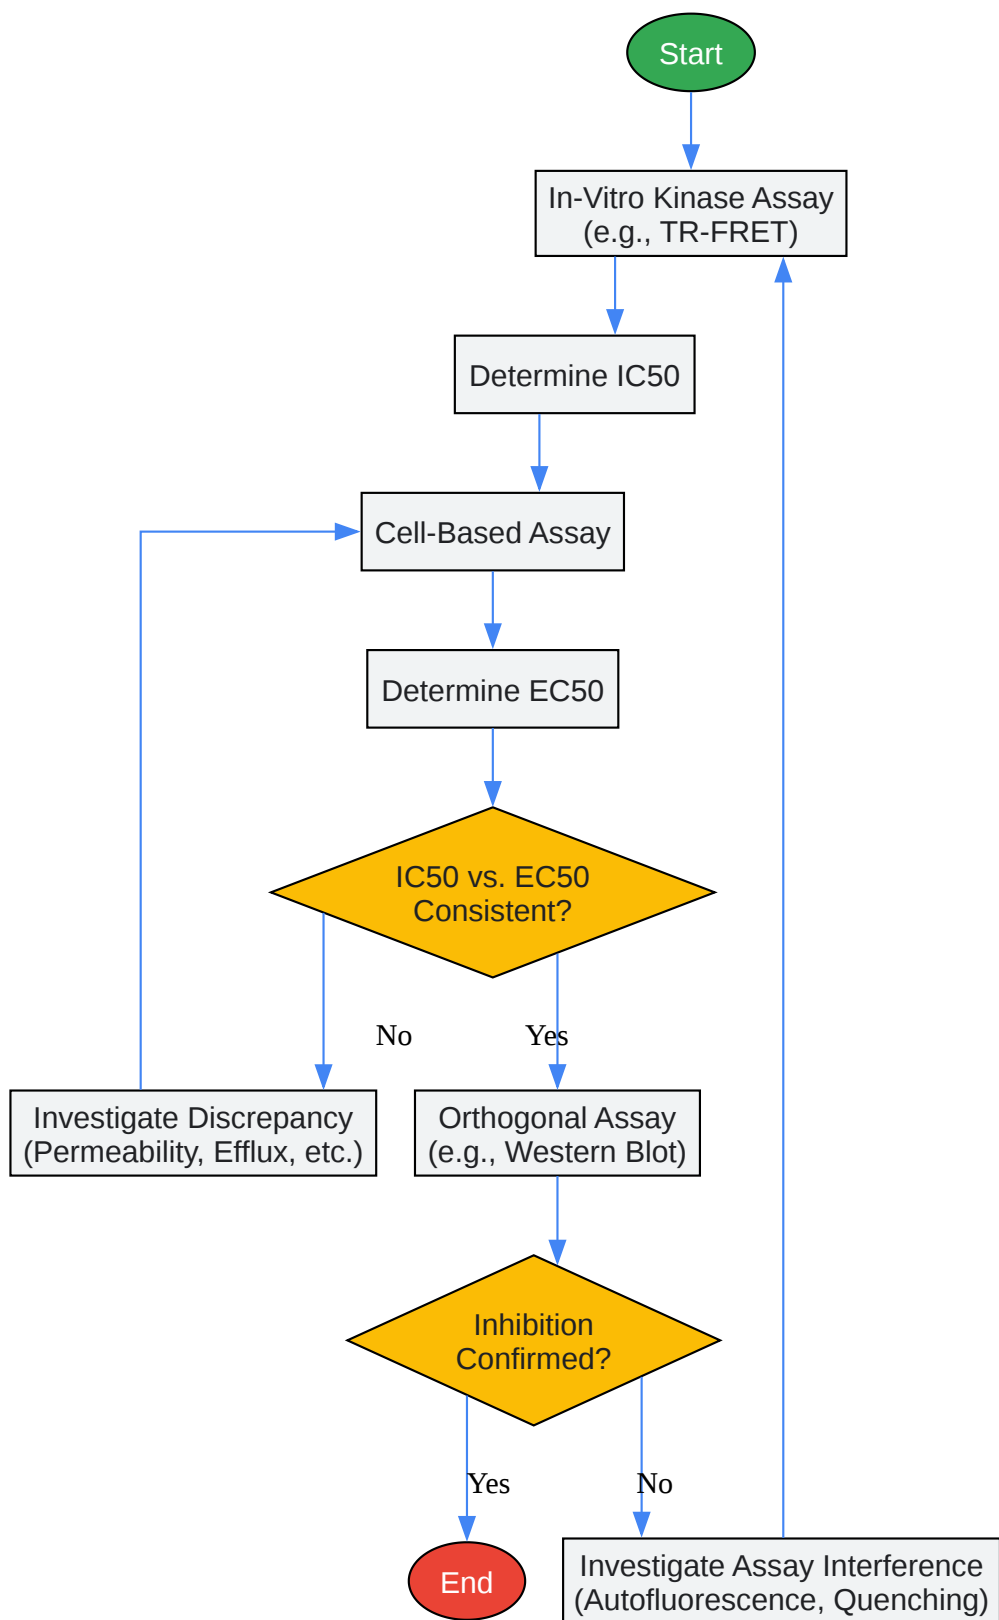 Start
In-Vitro Kinase Assay
(e.g., TR-FRET)
Determine IC50
Cell-Based Assay
Determine EC50
IC50 vs. EC50
Consistent?
No
Yes
Investigate Discrepancy
(Permeability, Efflux, etc.)
Orthogonal Assay
(e.g., Western Blot)
Inhibition
Confirmed?
Yes
No
End
Investigate Assay Interference
(Autofluorescence, Quenching)